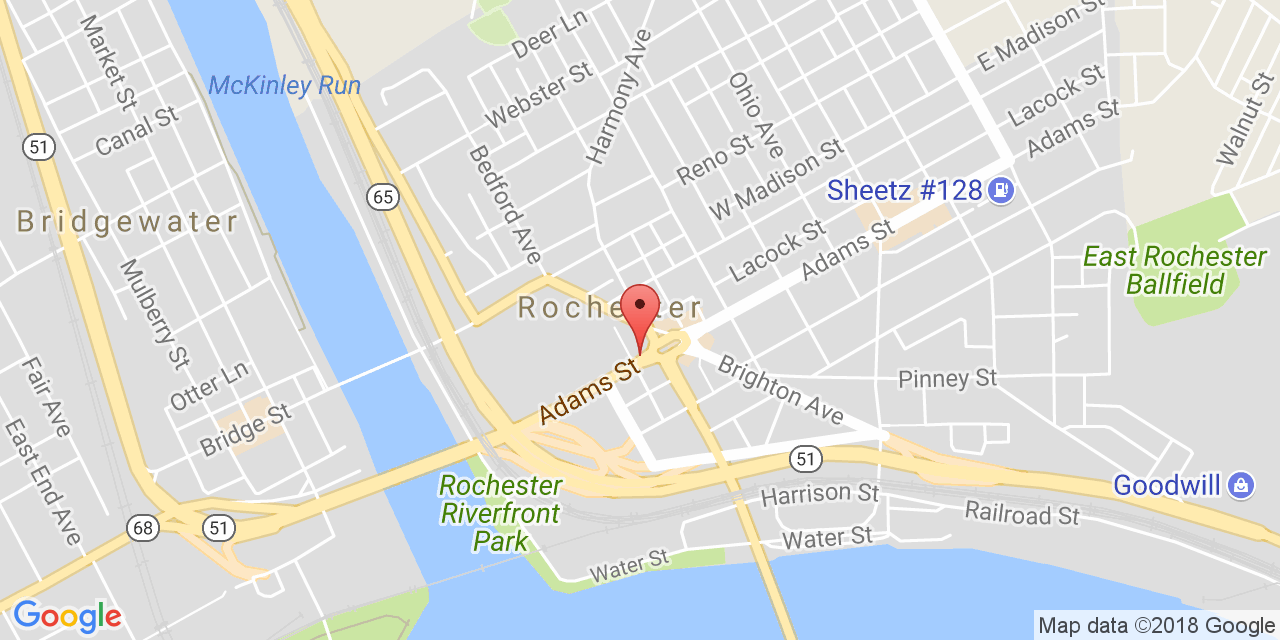 Market St
Deer Ln
E Madison St
McKinley Run
Webster St
Harmony Ave
Ohio Ave
Lacock St
Adams St
Walnut St
Canal St
51
Bedford Ave
Reno St
W Madison St
65
Sheetz #128
Bridgewater
Lacock St
Adams St
East Rochester
Ballfield
Mulberry St
Rochester
Otter Ln
Fair Ave
Adams St
Brighton Ave
Pinney St
Bridge St
East End Ave
51
Rochester
Riverfront
Park
Harrison St
Goodwill
Railroad St
68
51
Water St
Water St
Google
Map data ©2018 Google